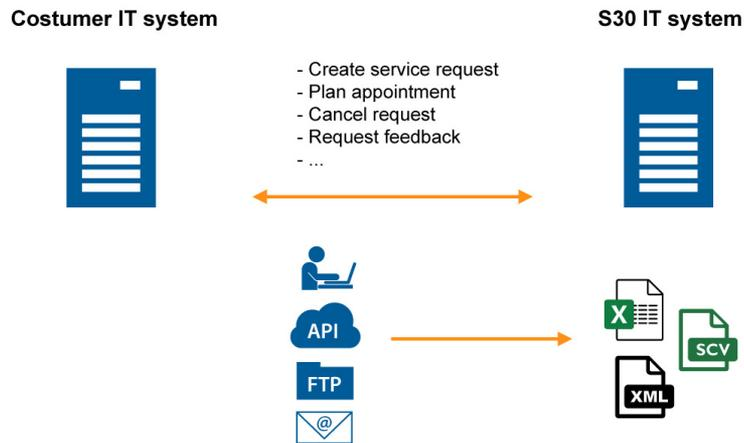 Costumer IT system
S30 IT system
- Create service request
- Plan appointment
- Cancel request
- Request feedback
- ...
API
FTP
@
X
SCV
XML